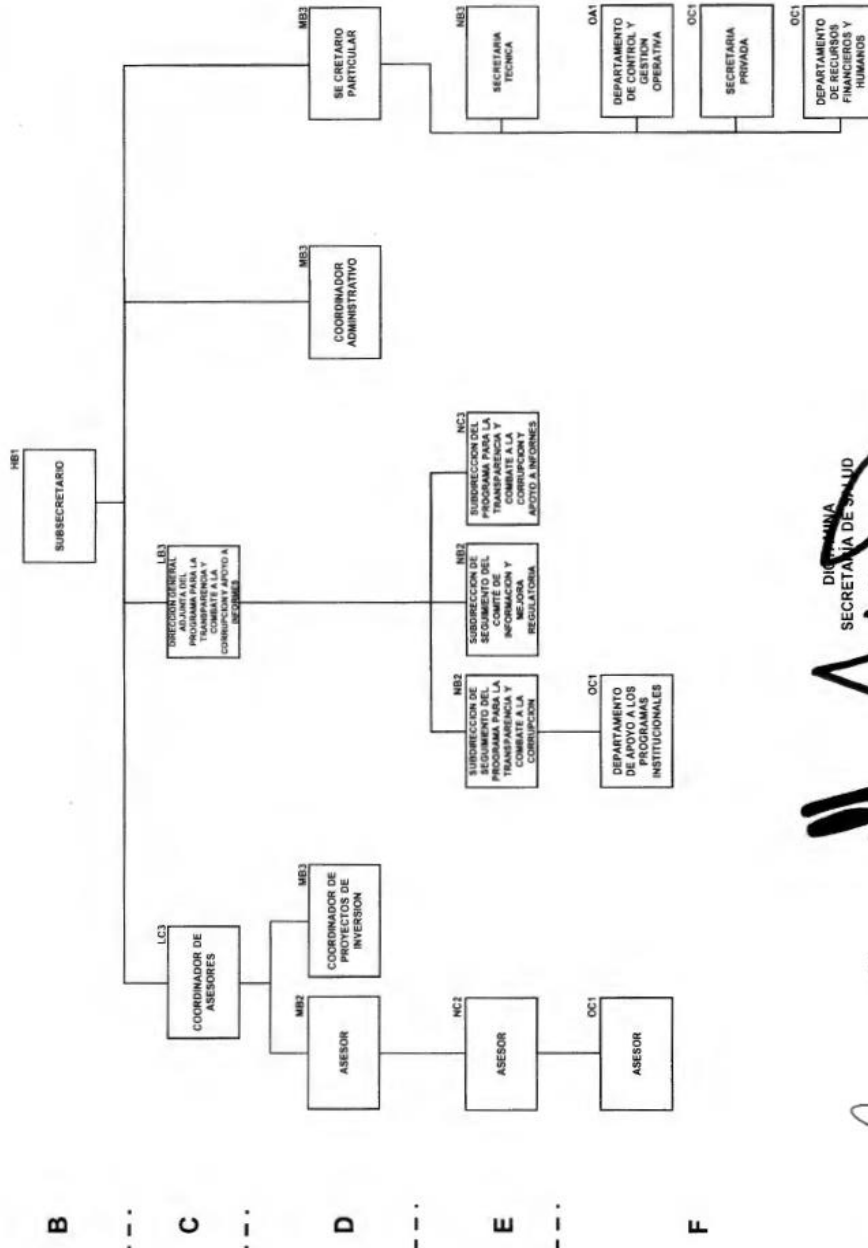 B
HB1
SUBSECRETARIO
C
LC3
COORDINADOR DE
ASESORES
LB3
DIRECCION GENERAL
ADJUNTA DEL
PROGRAMA PARA LA
TRANSPARENCIA Y
COMBATE A LA
CORRUPCION Y APOYO A
INFORMES
D
MB2
ASESOR
MB3
COORDINADOR DE
PROYECTOS DE
INVERSION
MB3
COORDINADOR
ADMINISTRATIVO
MB3
SE CRETARIO
PARTICULAR
E
NC2
ASESOR
NB2
SUBDIRECCION DE
SEGUIMIENTO DEL
PROGRAMA PARA LA
TRANSPARENCIA Y
COMBATE A LA
CORRUPCION
NB2
SUBDIRECCION DE
SEGUIMIENTO DEL
COMITÉ DE
INFORMACION Y
MEJORA
REGULATORIA
NC3
SUBDIRECCION DEL
PROGRAMA PARA LA
TRANSPARENCIA Y
COMBATE A LA
CORRUPCION Y
APOYO A INFORMES
NB3
SECRETARIA
TECNICA
F
OC1
ASESOR
OC1
DEPARTAMENTO
DE APOYO A LOS
PROGRAMAS
INSTITUCIONALES
OA1
DEPARTAMENTO
DE CONTROL Y
GESTION
OPERATIVA
OC1
SECRETARIA
PRIVADA
OC1
DEPARTAMENTO
DE RECURSOS
FINANCIEROS Y
HUMANOS
SECRETARÍA DE SALUD